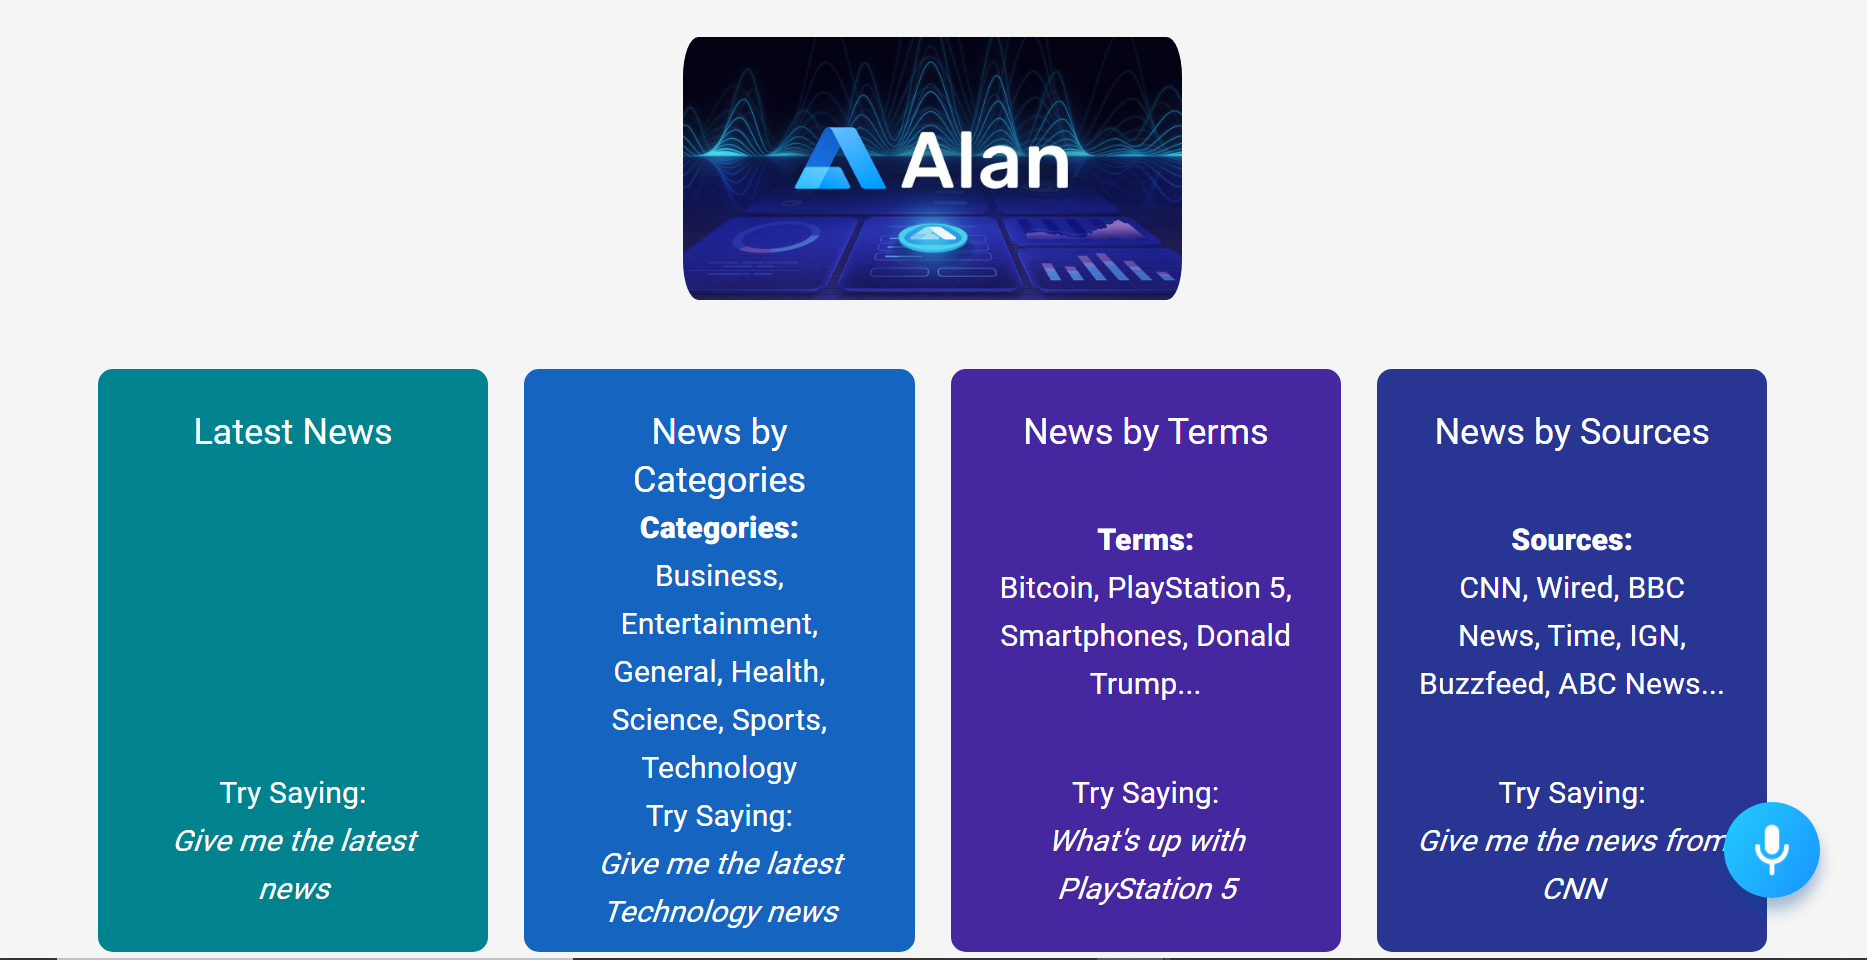 Alan
Latest News
Try Saying:
Give me the latest
news
News by
Categories
Categories:
Business,
Entertainment,
General, Health,
Science, Sports,
Technology
Try Saying:
Give me the latest
Technology news
News by Terms
Terms:
Bitcoin, PlayStation 5,
Smartphones, Donald
Trump...
Try Saying:
What's up with
PlayStation 5
News by Sources
Sources:
CNN, Wired, BBC
News, Time, IGN,
Buzzfeed, ABC News...
Try Saying:
Give me the news from
CNN